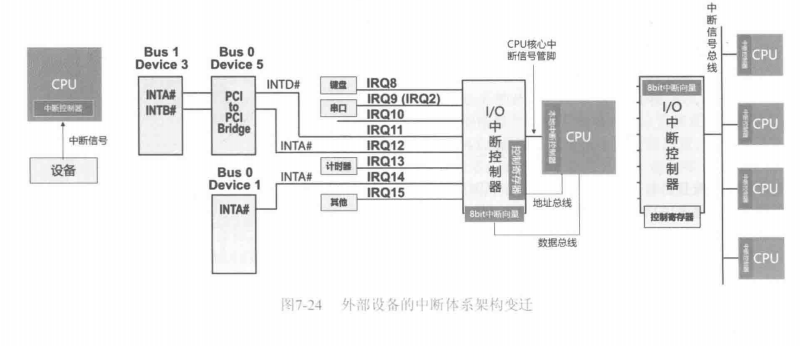 CPU
中断控制器
中断信号
设备
Bus 1
Device 3
INTA#
INTB#
Bus 0
Device 5
PCI
to
PCI
Bridge
INTD#
INTA#
Bus 0
Device 1
INTA#
INTA#
键盘
串口
计时器
其他
IRQ8
IRQ9 (IRQ2)
IRQ10
IRQ11
IRQ12
IRQ13
IRQ14
IRQ15
I/O
中断控制器
控制寄存器
8bit中断向量
CPU核心中
断信号管脚
本地中断控制器
CPU
地址总线
数据总线
8bit中断向量
I/O
中断控制器
控制寄存器
中断信号总线
中断控制器
CPU
中断控制器
CPU
中断控制器
CPU
中断控制器
CPU
图7-24 外部设备的中断体系架构变迁